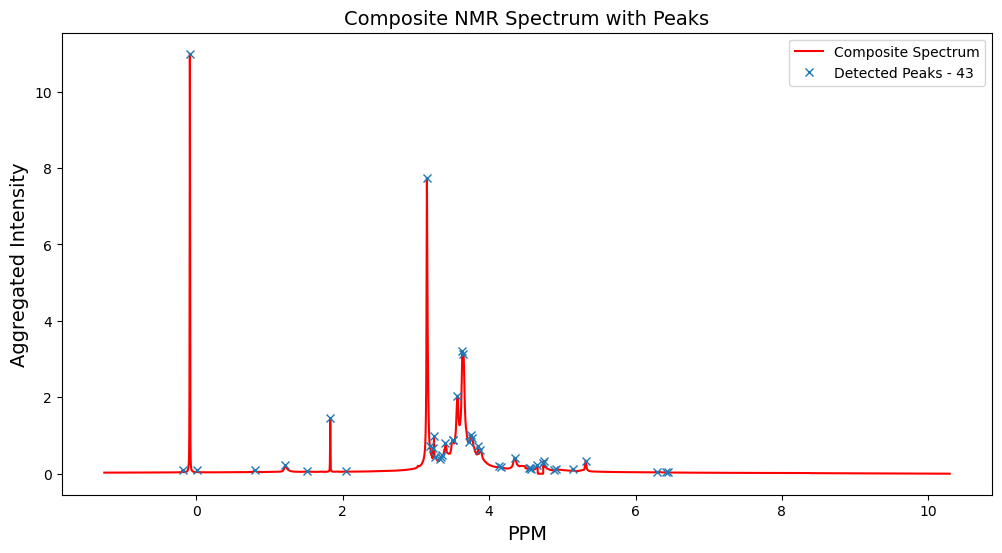 Composite NMR Spectrum with Peaks
Composite Spectrum
Detected Peaks - 43
Aggregated Intensity
10
8
6
4
2
0
0 2 4 6 8 10
PPM